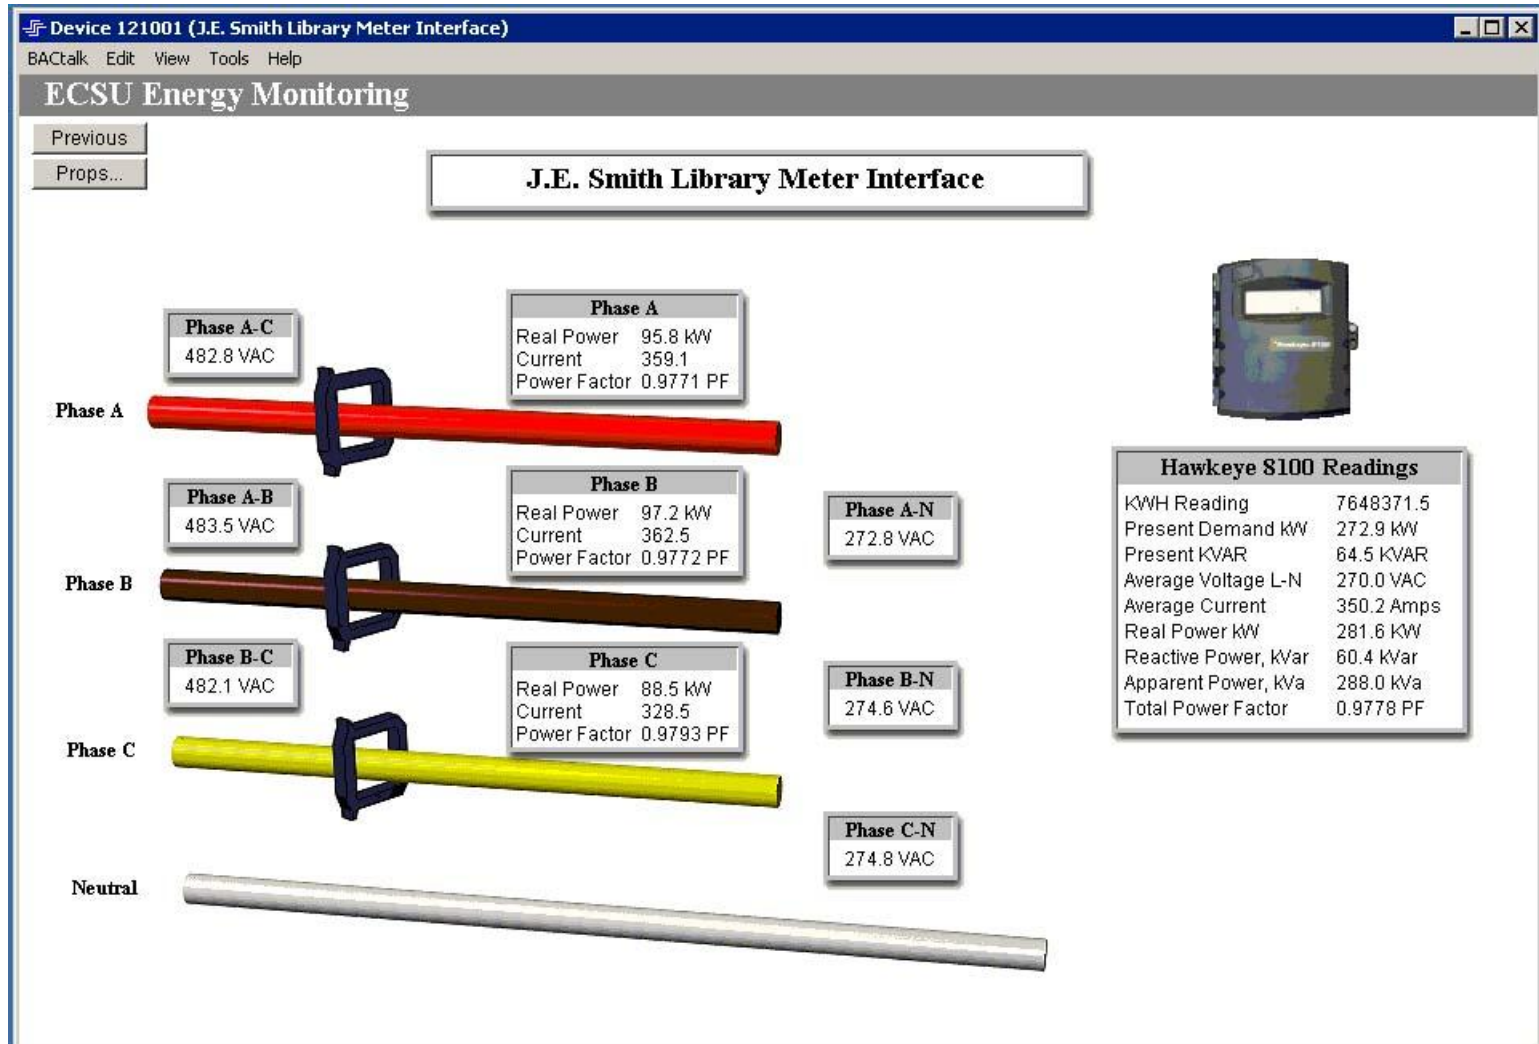 Device 121001 (J.E. Smith Library Meter Interface)
BACtalk Edit View Tools Help
ECSU Energy Monitoring
Previous
Props...
J.E. Smith Library Meter Interface
Phase A-C
482.8 VAC
Phase A
Real Power 95.8 kW
Current 359.1
Power Factor 0.9771 PF
Phase A
Phase A-B
483.5 VAC
Phase B
Real Power 97.2 kW
Current 362.5
Power Factor 0.9772 PF
Phase A-N
272.8 VAC
Phase B
Phase B-C
482.1 VAC
Phase C
Real Power 88.5 kW
Current 328.5
Power Factor 0.9793 PF
Phase B-N
274.6 VAC
Phase C
Phase C-N
274.8 VAC
Neutral
Hawkeye 8100 Readings
KWH Reading 7648371.5
Present Demand kW 272.9 kW
Present KVAR 64.5 KVAR
Average Voltage L-N 270.0 VAC
Average Current 350.2 Amps
Real Power kW 281.6 KW
Reactive Power, kVar 60.4 kVar
Apparent Power, kVa 288.0 kVa
Total Power Factor 0.9778 PF